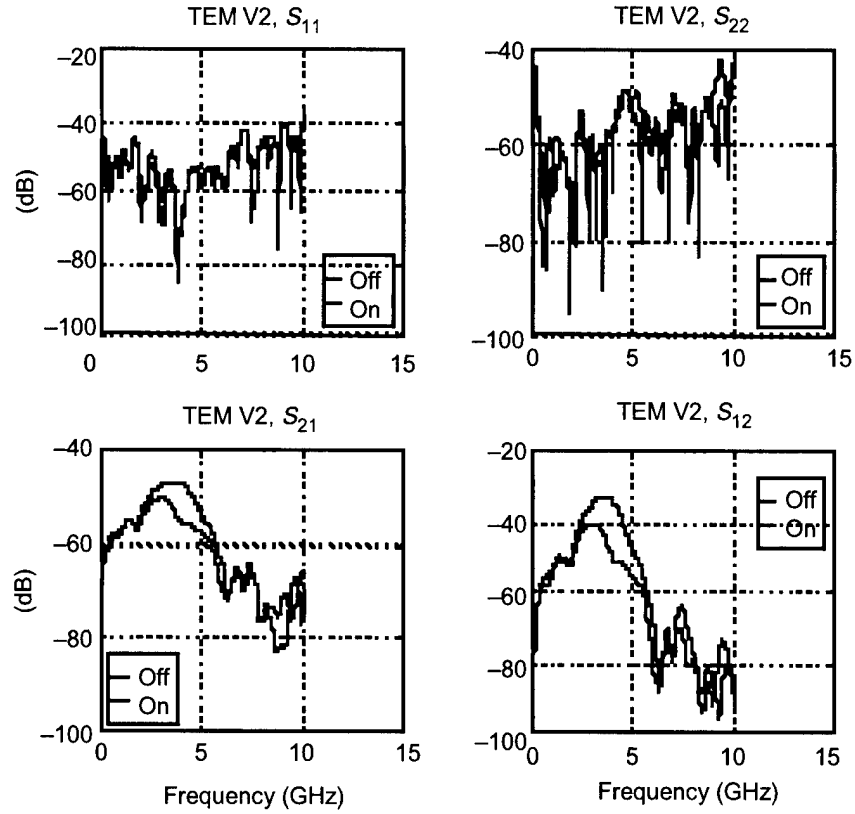 TEM V2, S11
–20
–40
–60
–80
–100
(dB)
Off
On
0 5 10 15
TEM V2, S22
–40
–60
–80
–100
Off
On
0 5 10 15
TEM V2, S21
–40
–60
–80
–100
(dB)
Off
On
0 5 10 15
Frequency (GHz)
TEM V2, S12
–20
–40
–60
–80
–100
Off
On
0 5 10 15
Frequency (GHz)